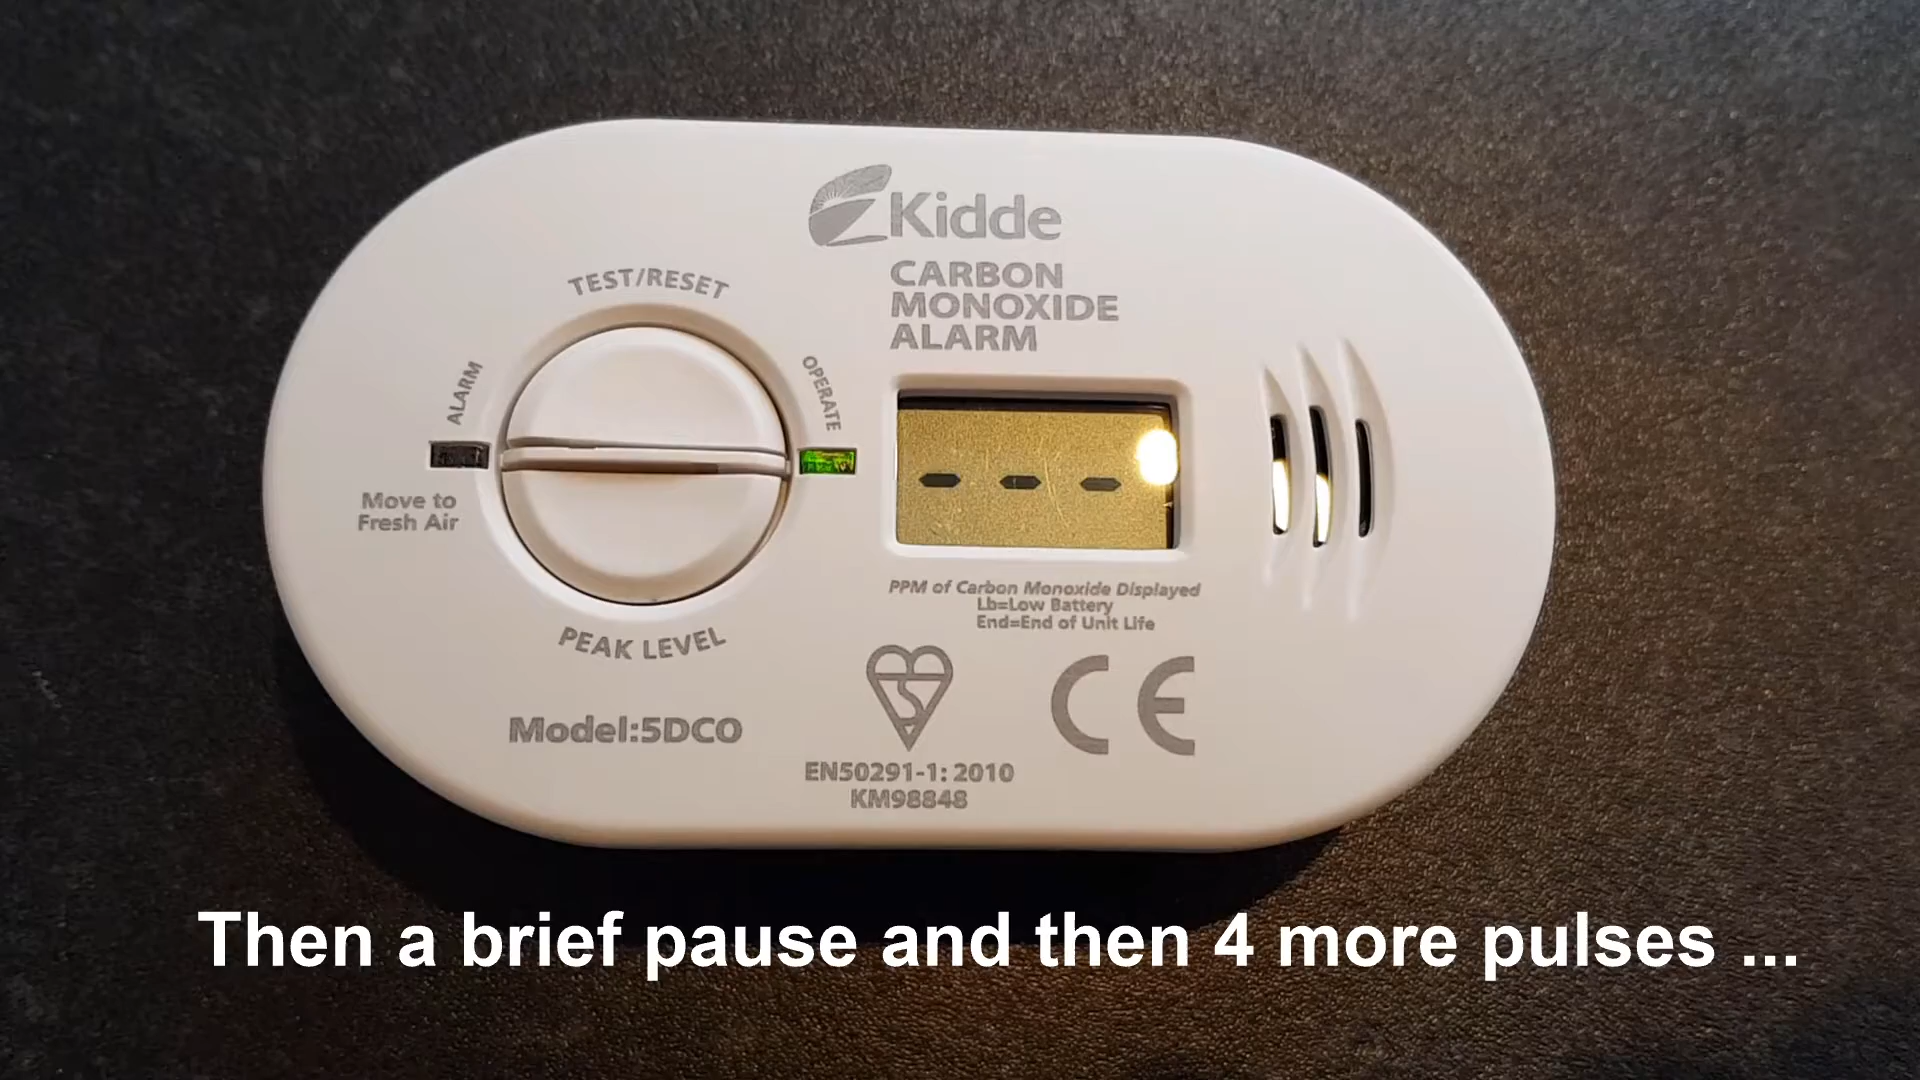 Kidde
CARBON
MONOXIDE
ALARM
TEST/RESET
ALARM
OPERATE
Move to
Fresh Air
- - -
PPM of Carbon Monoxide Displayed
Lb=Low Battery
End=End of Unit Life
PEAK LEVEL
Model:5DCO
CE
EN50291-1: 2010
KM98848
Then a brief pause and then 4 more pulses ...